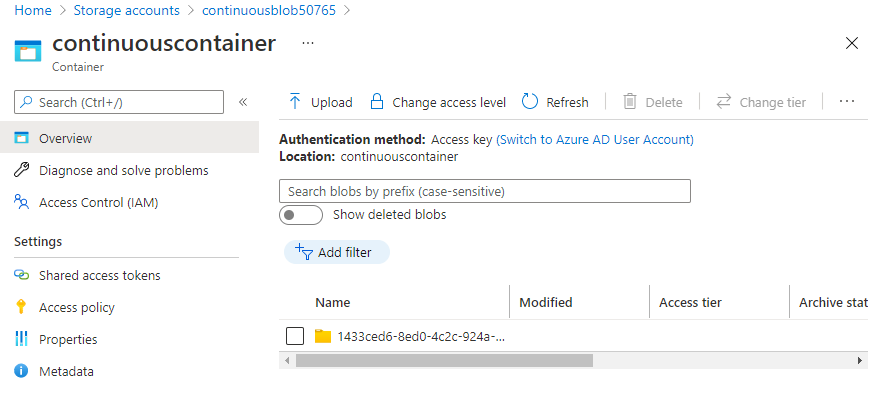 Home > Storage accounts > continuousblob50765 >
continuouscontainer ...
Container
Search (Ctrl+/) «
Overview
Diagnose and solve problems
Access Control (IAM)
Settings
Shared access tokens
Access policy
Properties
Metadata
Upload Change access level Refresh Delete Change tier ...
Authentication method: Access key (Switch to Azure AD User Account)
Location: continuouscontainer
Search blobs by prefix (case-sensitive)
Show deleted blobs
Add filter
Name Modified Access tier Archive stat
1433ced6-8ed0-4c2c-924a-...